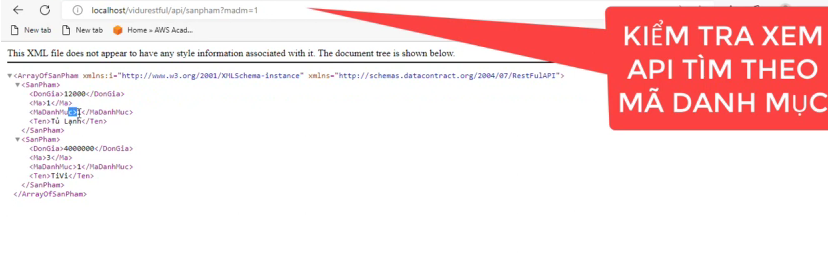 localhost/vidurestful/api/sanpham?madm=1
New tab New tab Home » AWS Acad...
KIỂM TRA XEM
API TÌM THEO
MÃ DANH MỤC
This XML file does not appear to have any style information associated with it. The document tree is shown below.
<ArrayOfSanPham xmlns:i="http://www.w3.org/2001/XMLSchema-instance" xmlns="http://schemas.datacontract.org/2004/07/RestFulAPI">
<SanPham>
<DonGia>12000</DonGia>
<Ma>1</Ma>
<MaDanhMuc>1</MaDanhMuc>
<Ten>Tủ Lạnh</Ten>
</SanPham>
<SanPham>
<DonGia>4000000</DonGia>
<Ma>3</Ma>
<MaDanhMuc>1</MaDanhMuc>
<Ten>TiVi</Ten>
</SanPham>
</ArrayOfSanPham>